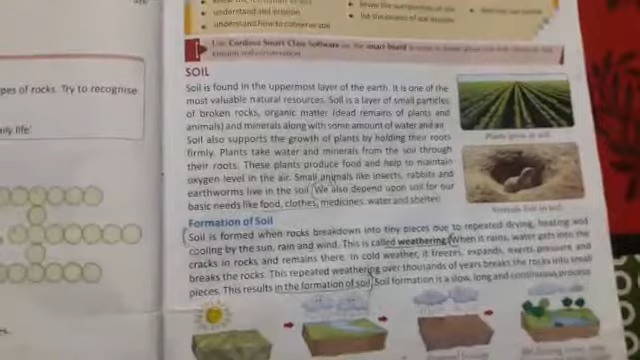 pes of rocks. Try to recognise
ily life'.
es.
understand soil erosion
understand how to conserve soil
Use Cordova Smart Class Software on the smart board
SOIL
Soil is found in the uppermost layer of the earth. It is one of the
most valuable natural resources. Soil is a layer of small particles
of broken rocks, organic matter (dead remains of plants and
animals) and minerals along with some amount of water and air.
Soil also supports the growth of plants by holding their roots
firmly. Plants take water and minerals from the soil through
their roots. These plants produce food and help to maintain
oxygen level in the air. Small animals like insects, rabbits and
earthworms live in the soil. We also depend upon soil for our
basic needs like food, clothes, medicines, water and shelter.
Plants grow in soil
Animals live in soil
Formation of Soil
Soil is formed when rocks breakdown into tiny pieces due to repeated drying, heating and
cooling by the sun, rain and wind. This is called weathering. When it rains, water gets into the
cracks in rocks and remains there. In cold weather, it freezes, expands, exerts pressure and
breaks the rocks. This repeated weathering over thousands of years breaks the rocks into small
pieces. This results in the formation of soil. Soil formation is a slow, long and continuous process